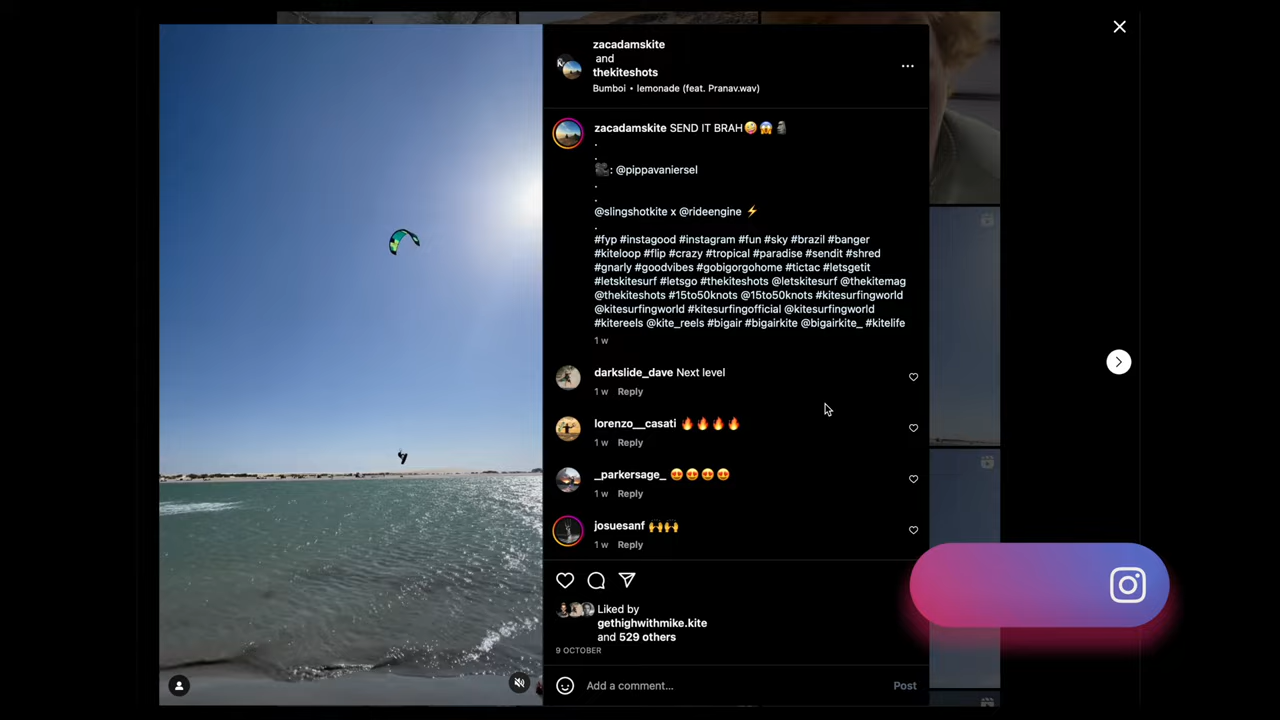 zacadamskite
and
thekiteshots
Bumboi • lemonade (feat. Pranav.wav)
zacadamskite SEND IT BRAH🤪😱🗿
.
.
📷: @pippavaniersel
.
.
@slingshotkite x @rideengine ⚡
.
#fyp #instagood #instagram #fun #sky #brazil #banger
#kiteloop #flip #crazy #tropical #paradise #sendit #shred
#gnarly #goodvibes #gobigorgohome #tictac #letsgetit
#letskitesurf #letsgo #thekiteshots @letskitesurf @thekitemag
@thekiteshots #15to50knots @15to50knots #kitesurfingworld
@kitesurfingworld #kitesurfingofficial @kitesurfingworld
#kitereels @kite_reels #bigair #bigairkite @bigairkite_ #kitelife
1 w
darkslide_dave Next level
1 w Reply
lorenzo__casati 🔥🔥🔥🔥
1 w Reply
_parkersage_ 😍😍😍😍
1 w Reply
josuesanf 🙌🙌
1 w Reply
Liked by
gethighwithmike.kite
and 529 others
9 OCTOBER
Add a comment...
Post